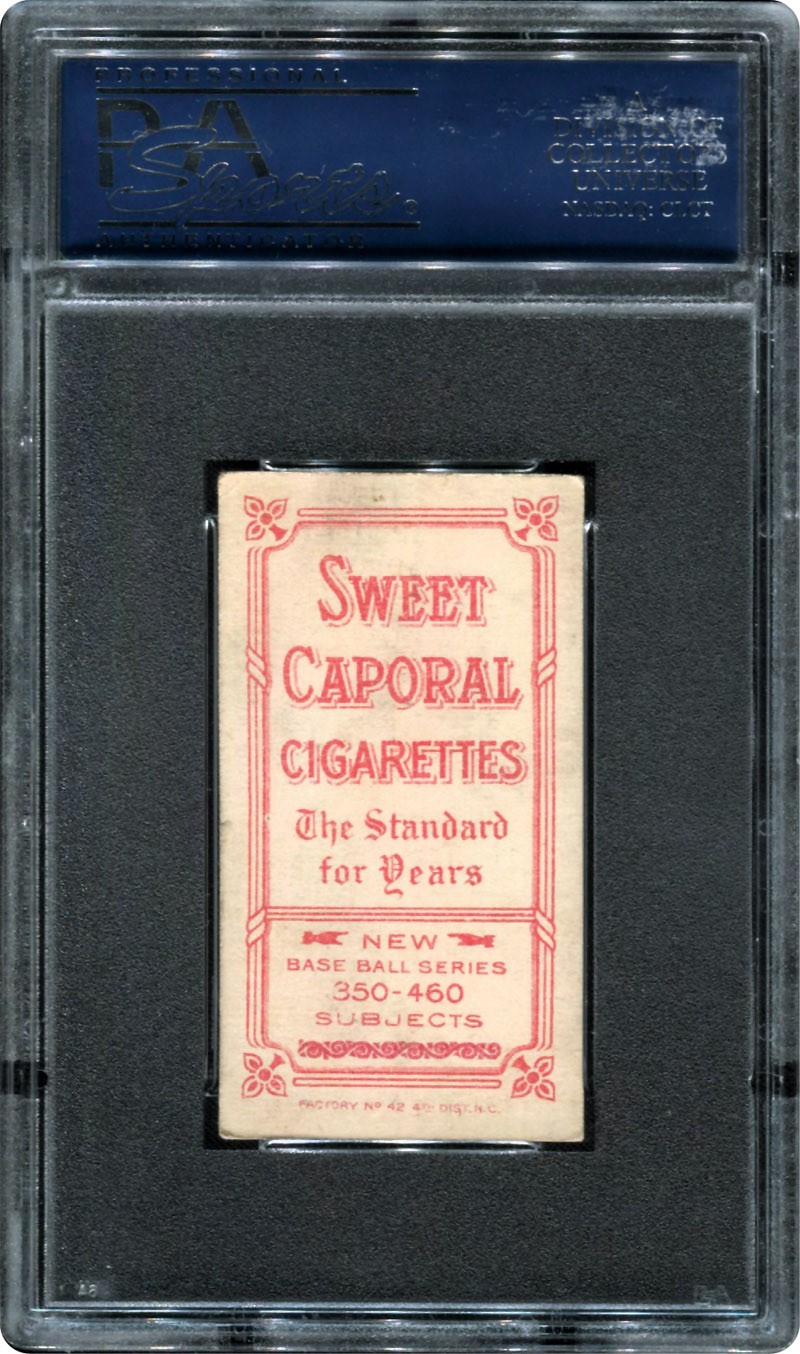 PROFESSIONAL
PSA
Sports®
AUTHENTICATOR
A
DIVISION OF
COLLECTORS
UNIVERSE
NASDAQ: CLCT
SWEET
CAPORAL
CIGARETTES
The Standard
for Years
NEW
BASE BALL SERIES
350-460
SUBJECTS
FACTORY Nº 42 4TH DIST. N.C.
PSA